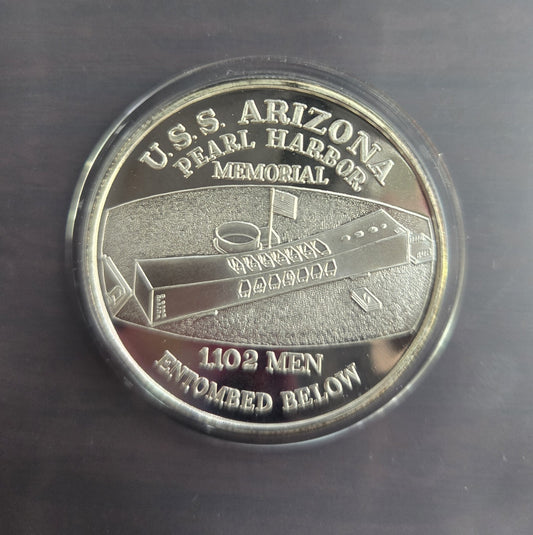 U.S.S. ARIZONA
PEARL HARBOR
MEMORIAL
1,102 MEN
ENTOMBED BELOW